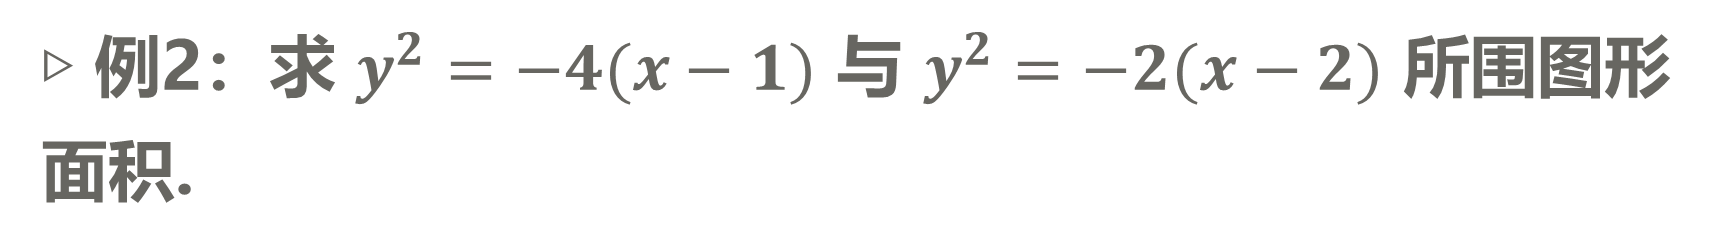 ▷ 例2：求 y² = −4(x − 1) 与 y² = −2(x − 2) 所围图形
面积.